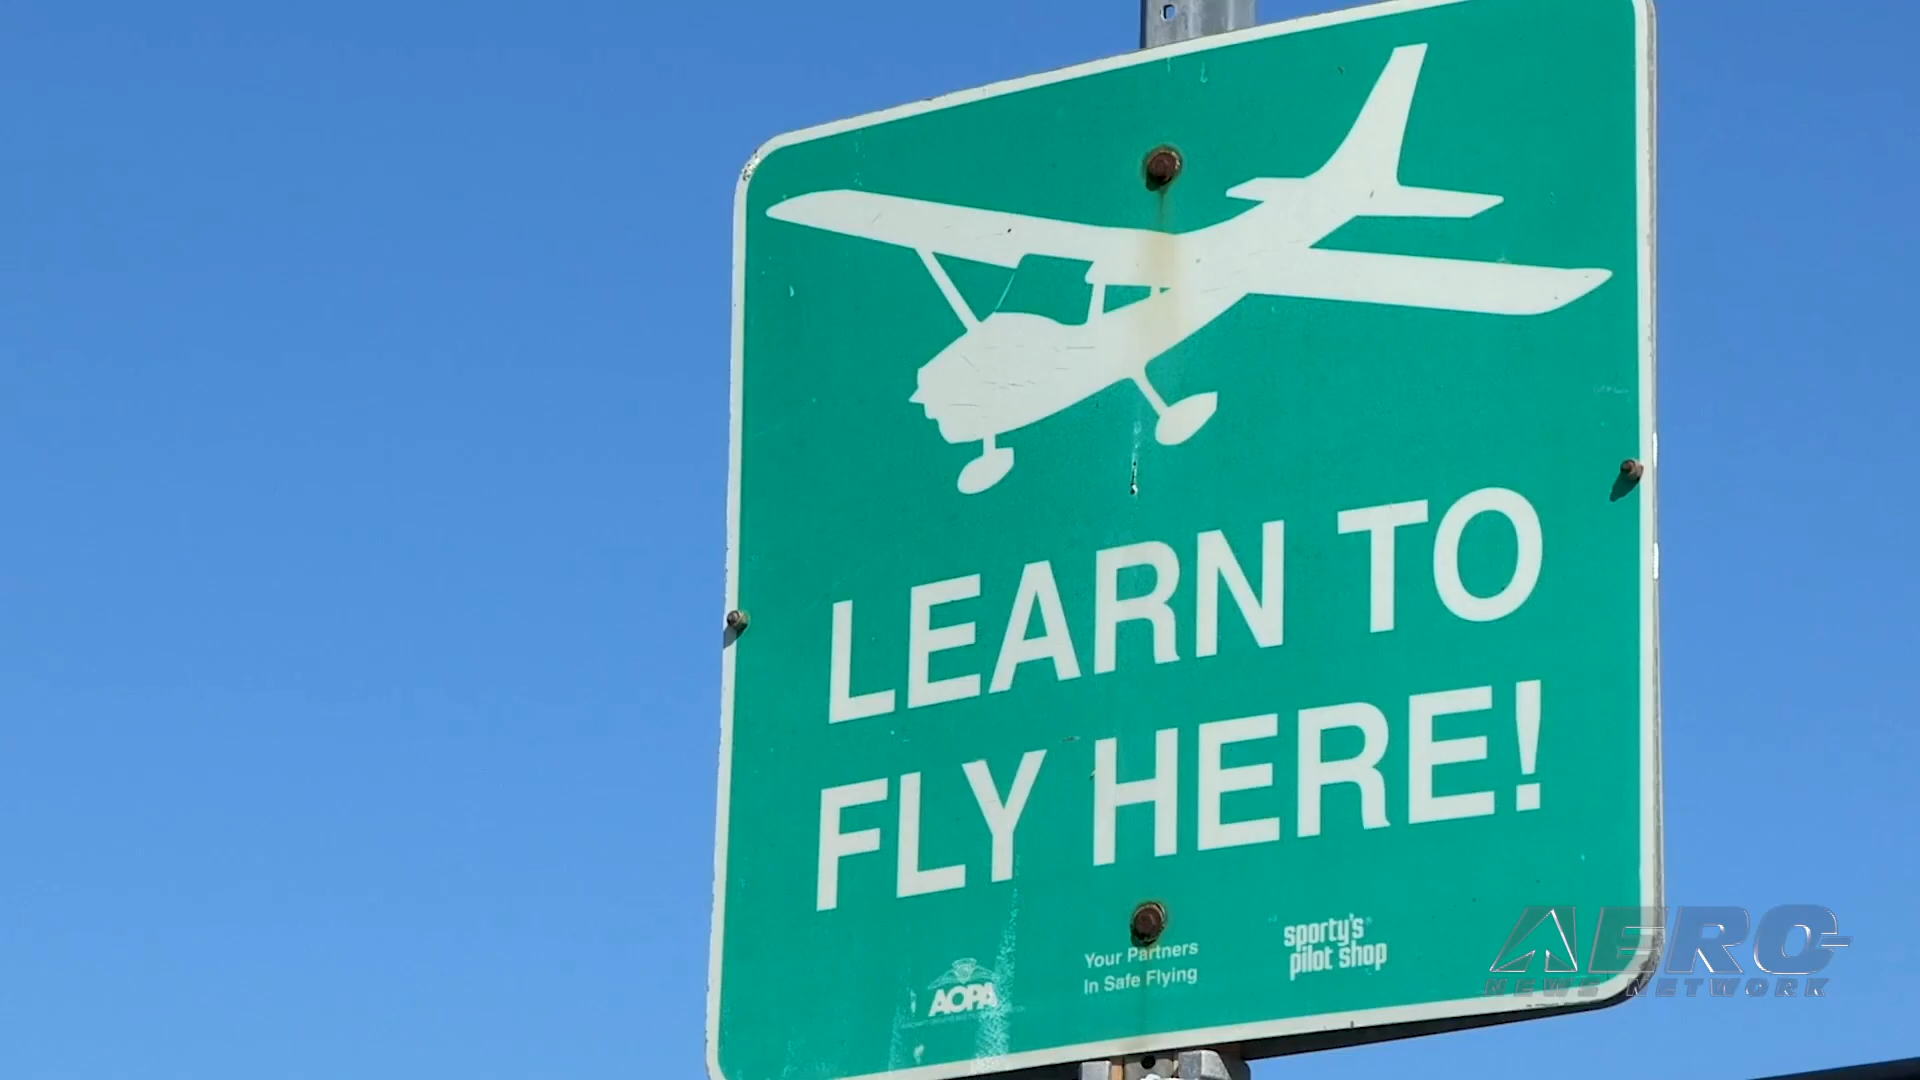 LEARN TO
FLY HERE!
Your Partners
In Safe Flying
sporty's
pilot shop
AOPA
AERO
NEWS NETWORK